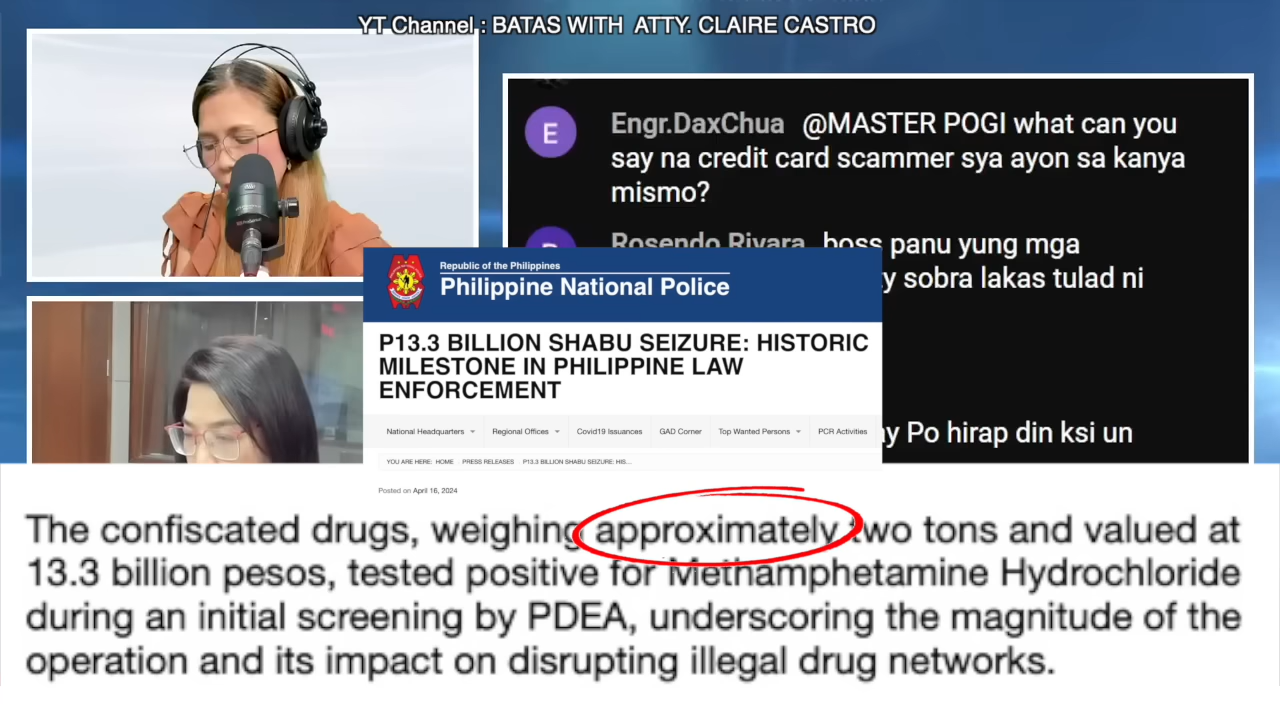 YT Channel : BATAS WITH ATTY. CLAIRE CASTRO
E
Engr.DaxChua @MASTER POGI what can you
say na credit card scammer sya ayon sa kanya
mismo?
Rosendo Rivara boss panu yung mga
sobra lakas tulad ni
Po hirap din ksi un
Republic of the Philippines
Philippine National Police
P13.3 BILLION SHABU SEIZURE: HISTORIC
MILESTONE IN PHILIPPINE LAW
ENFORCEMENT
National Headquarters Regional Offices Covid19 Issuances GAD Corner Top Wanted Persons PCR Activities
YOU ARE HERE: HOME PRESS RELEASES P13.3 BILLION SHABU SEIZURE: HIS...
Posted on April 16, 2024
The confiscated drugs, weighing approximately two tons and valued at
13.3 billion pesos, tested positive for Methamphetamine Hydrochloride
during an initial screening by PDEA, underscoring the magnitude of the
operation and its impact on disrupting illegal drug networks.